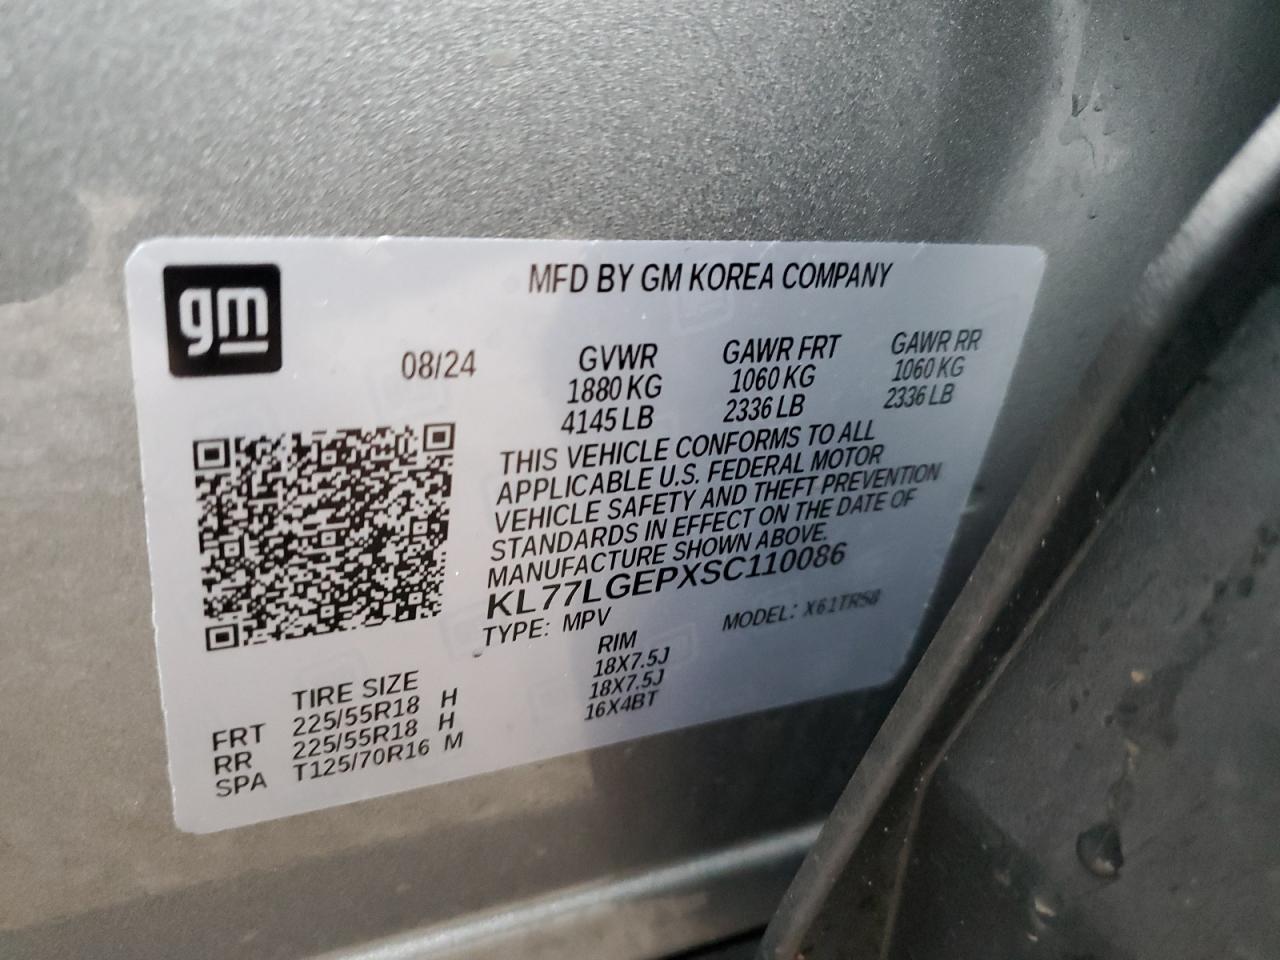 gm
MFD BY GM KOREA COMPANY
08/24
GVWR GAWR FRT GAWR RR
1880 KG 1060 KG 1060 KG
4145 LB 2336 LB 2336 LB
THIS VEHICLE CONFORMS TO ALL
APPLICABLE U.S. FEDERAL MOTOR
VEHICLE SAFETY AND THEFT PREVENTION
STANDARDS IN EFFECT ON THE DATE OF
MANUFACTURE SHOWN ABOVE.
KL77LGEPXSC110086
TYPE: MPV MODEL: X61TR58
TIRE SIZE RIM
FRT 225/55R18 H 18X7.5J
RR 225/55R18 H 18X7.5J
SPA T125/70R16 M 16X4BT